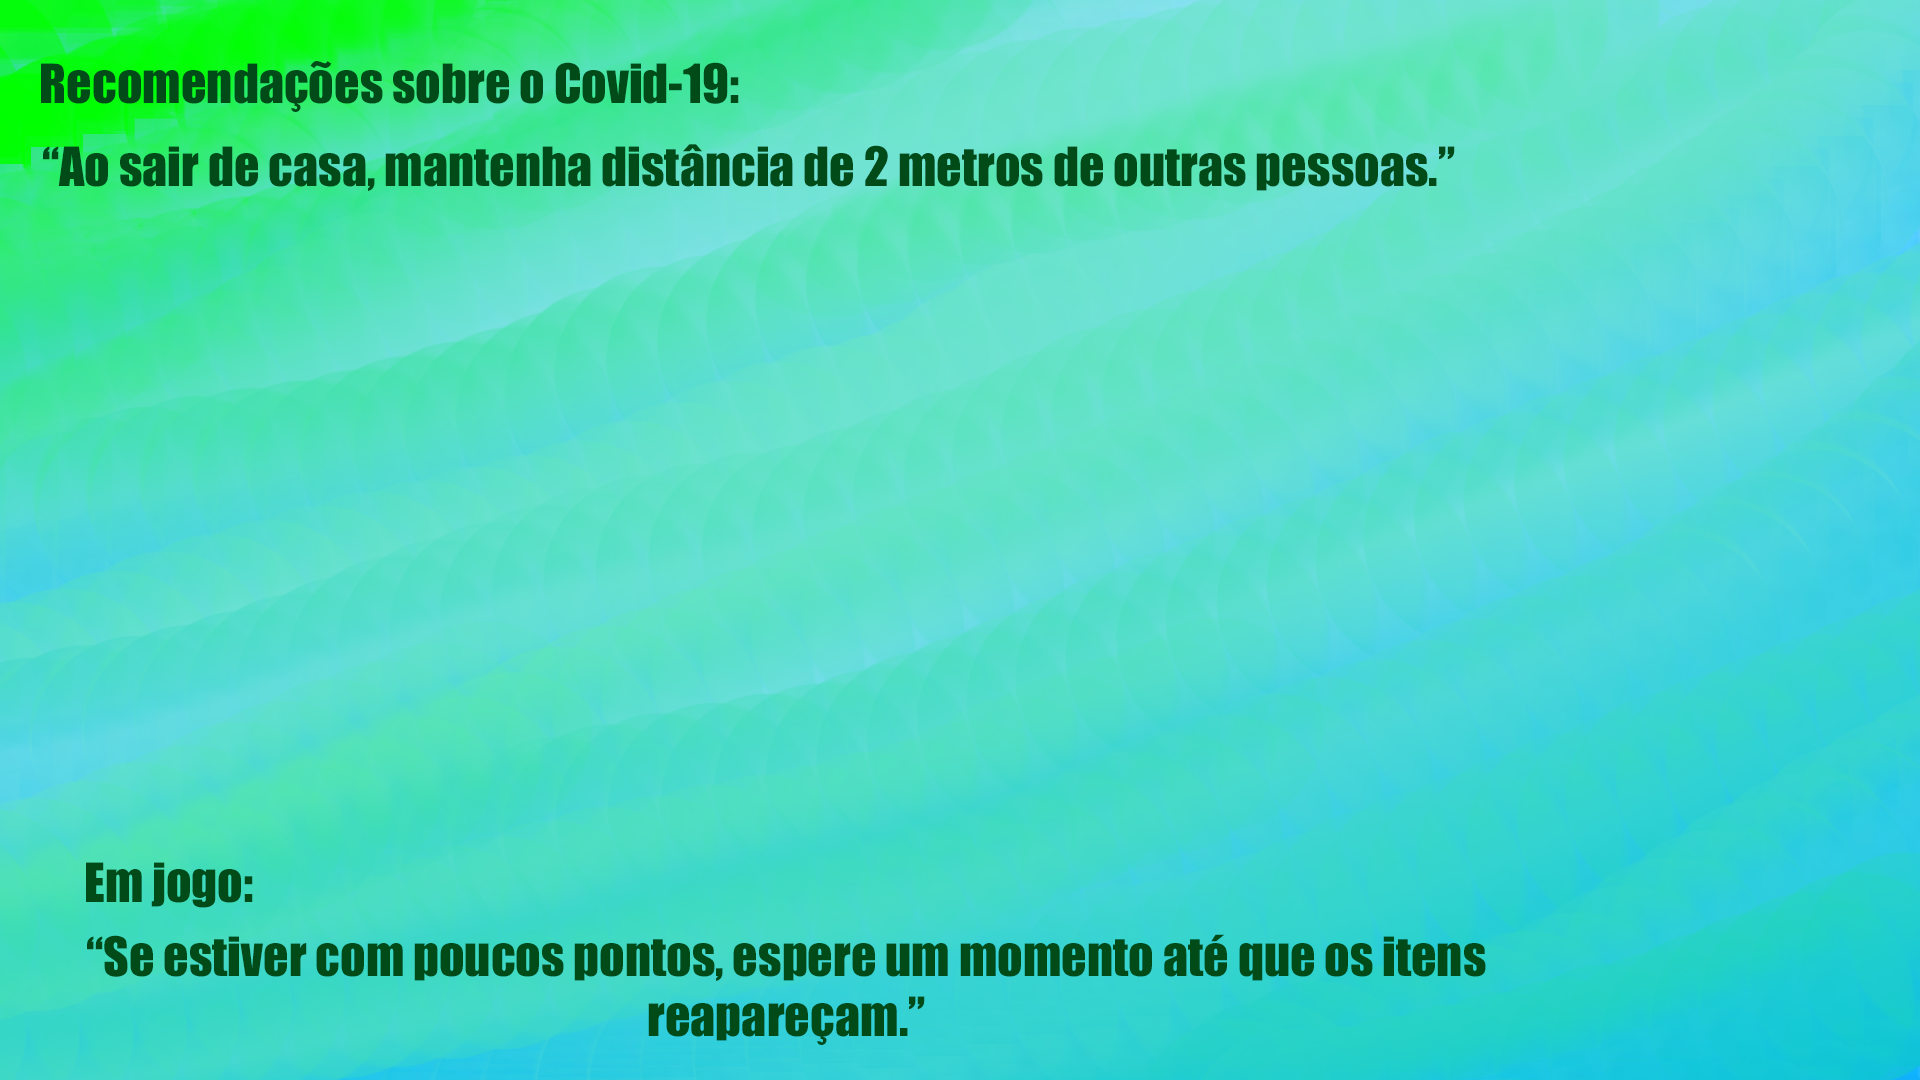 Recomendações sobre o Covid-19:
“Ao sair de casa, mantenha distância de 2 metros de outras pessoas.”
Em jogo:
“Se estiver com poucos pontos, espere um momento até que os itens
reapareçam.”